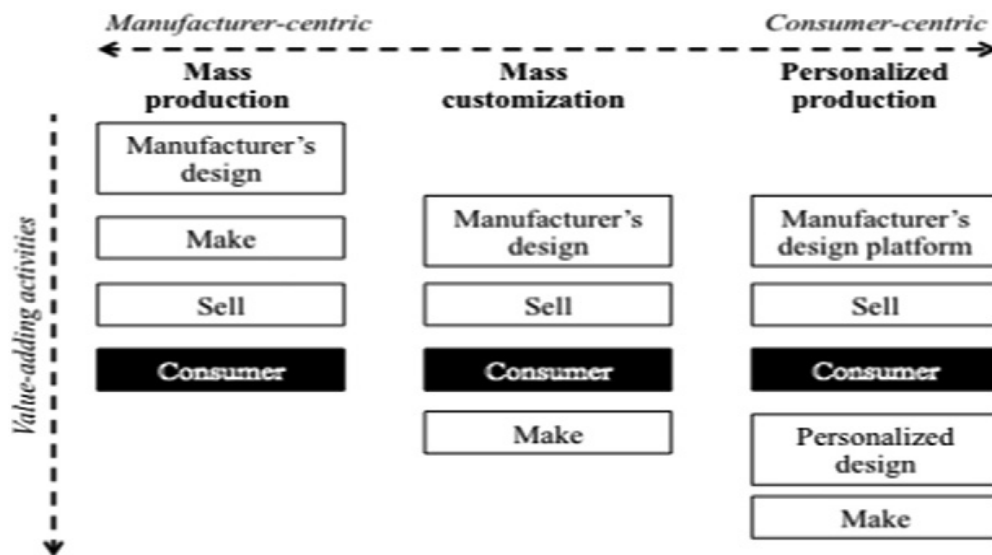 Manufacturer-centric
Consumer-centric
Mass
production
Mass
customization
Personalized
production
Value-adding activities
Manufacturer's
design
Make
Sell
Consumer
Manufacturer's
design
Sell
Consumer
Make
Manufacturer's
design platform
Sell
Consumer
Personalized
design
Make